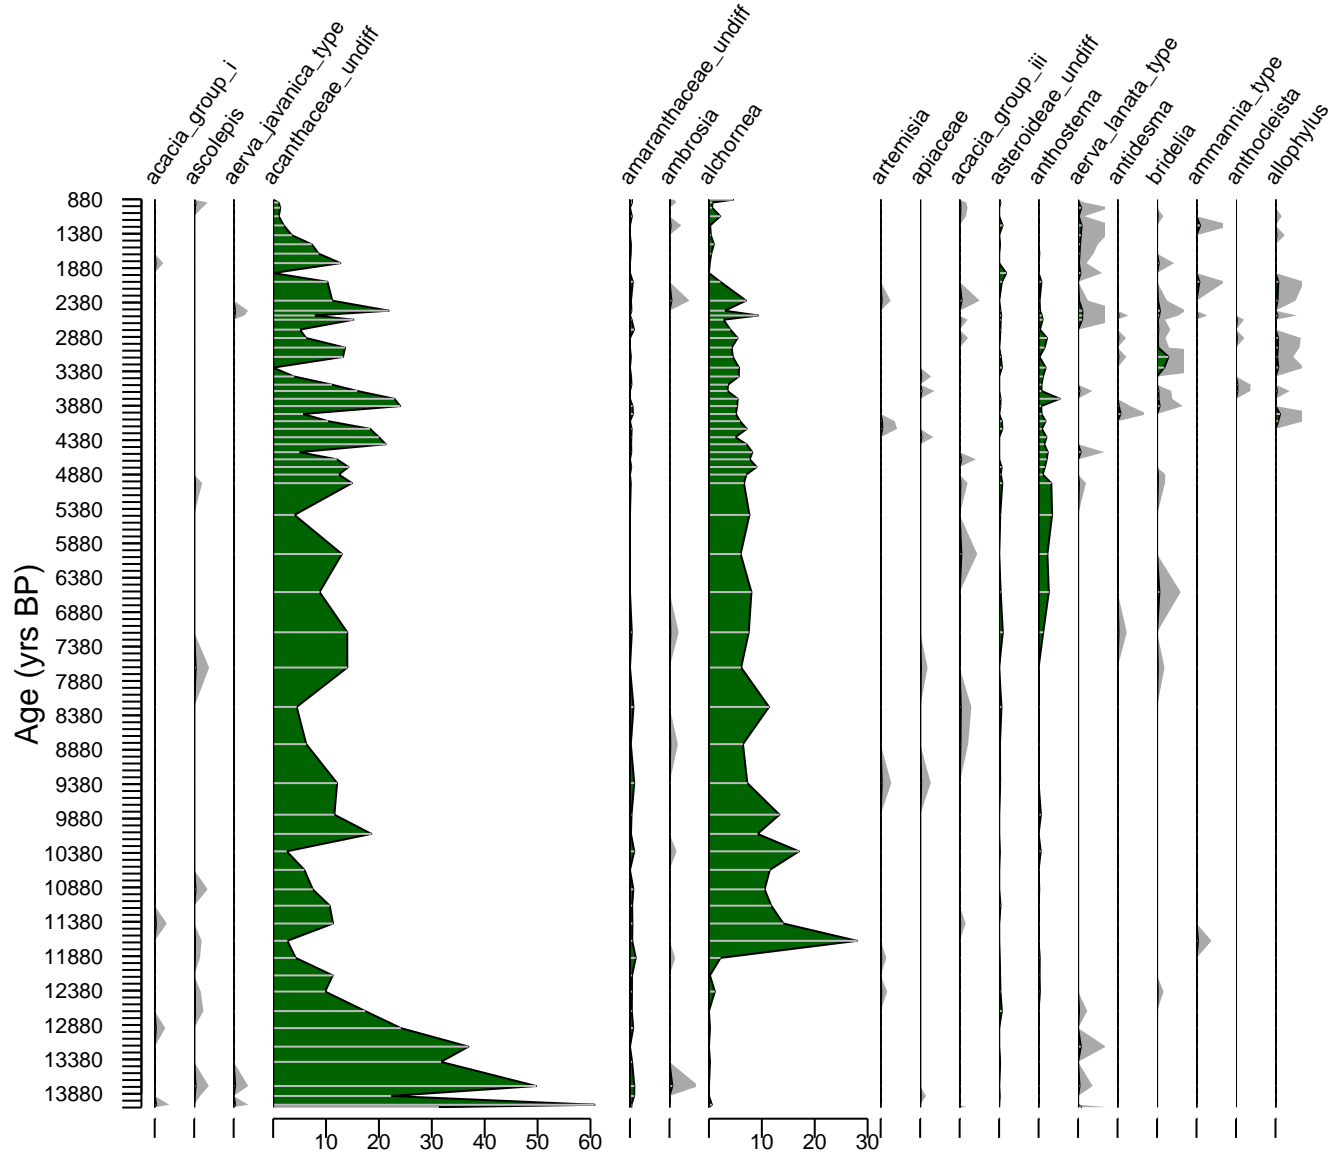 acacia_group_i
ascolepis
aerva_javanica_type
acanthaceae_undiff
amaranthaceae_undiff
ambrosia
alchornea
artemisia
apiaceae
acacia_group_iii
asteroideae_undiff
anthostema
aerva_lanata_type
antidesma
bridelia
ammannia_type
anthocleista
allophylus
Age (yrs BP)
880
1380
1880
2380
2880
3380
3880
4380
4880
5380
5880
6380
6880
7380
7880
8380
8880
9380
9880
10380
10880
11380
11880
12380
12880
13380
13880
10 20 30 40 50 60 10 20 30